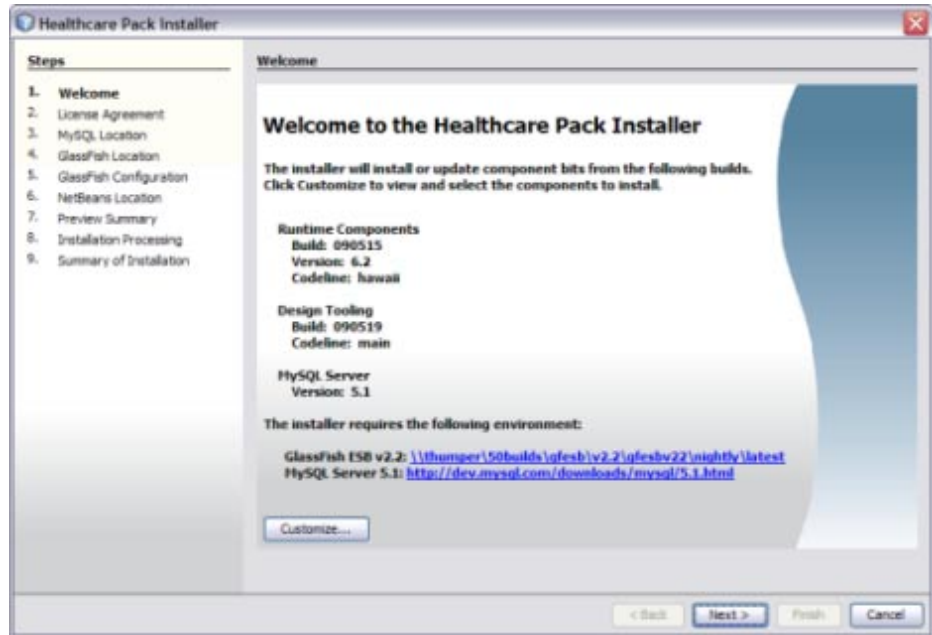 Healthcare Pack Installer
Steps
1. Welcome
2. License Agreement
3. MySQL Location
4. GlassFish Location
5. GlassFish Configuration
6. NetBeans Location
7. Preview Summary
8. Installation Processing
9. Summary of Installation
Welcome
Welcome to the Healthcare Pack Installer
The installer will install or update component bits from the following builds.
Click Customize to view and select the components to install.
Runtime Components
Build: 090515
Version: 6.2
Codeline: hawaii
Design Tooling
Build: 090519
Codeline: main
MySQL Server
Version: 5.1
The installer requires the following environment:
GlassFish ESB v2.2: \\thumper\50builds\gfesb\v2.2\gfesbv22\nightly\latest
MySQL Server 5.1: http://dev.mysql.com/downloads/mysql/5.1.html
Customize...
< Back
Next >
Finish
Cancel